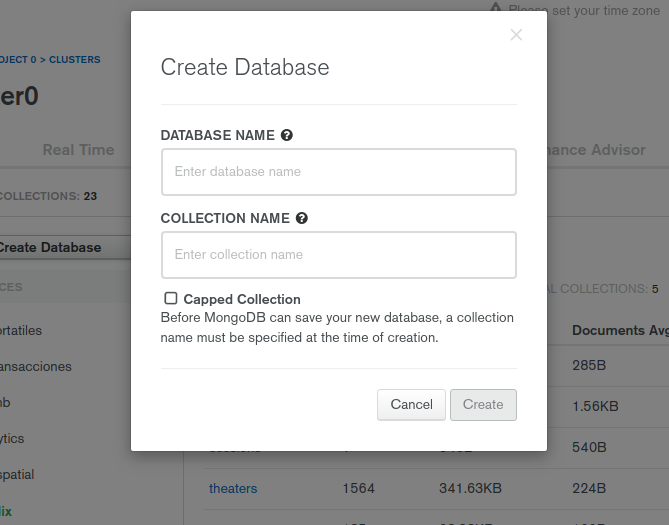 Please set your time zone
OJECT 0 > CLUSTERS
er0
Real Time
mance Advisor
COLLECTIONS: 23
Create Database
CES
rtatiles
ansacciones
nb
ytics
spatial
lix
Create Database
DATABASE NAME
Enter database name
COLLECTION NAME
Enter collection name
Capped Collection
Before MongoDB can save your new database, a collection
name must be specified at the time of creation.
Cancel
Create
AL COLLECTIONS: 5
Documents Avg
285B
1.56KB
540B
theaters 1564 341.63KB 224B